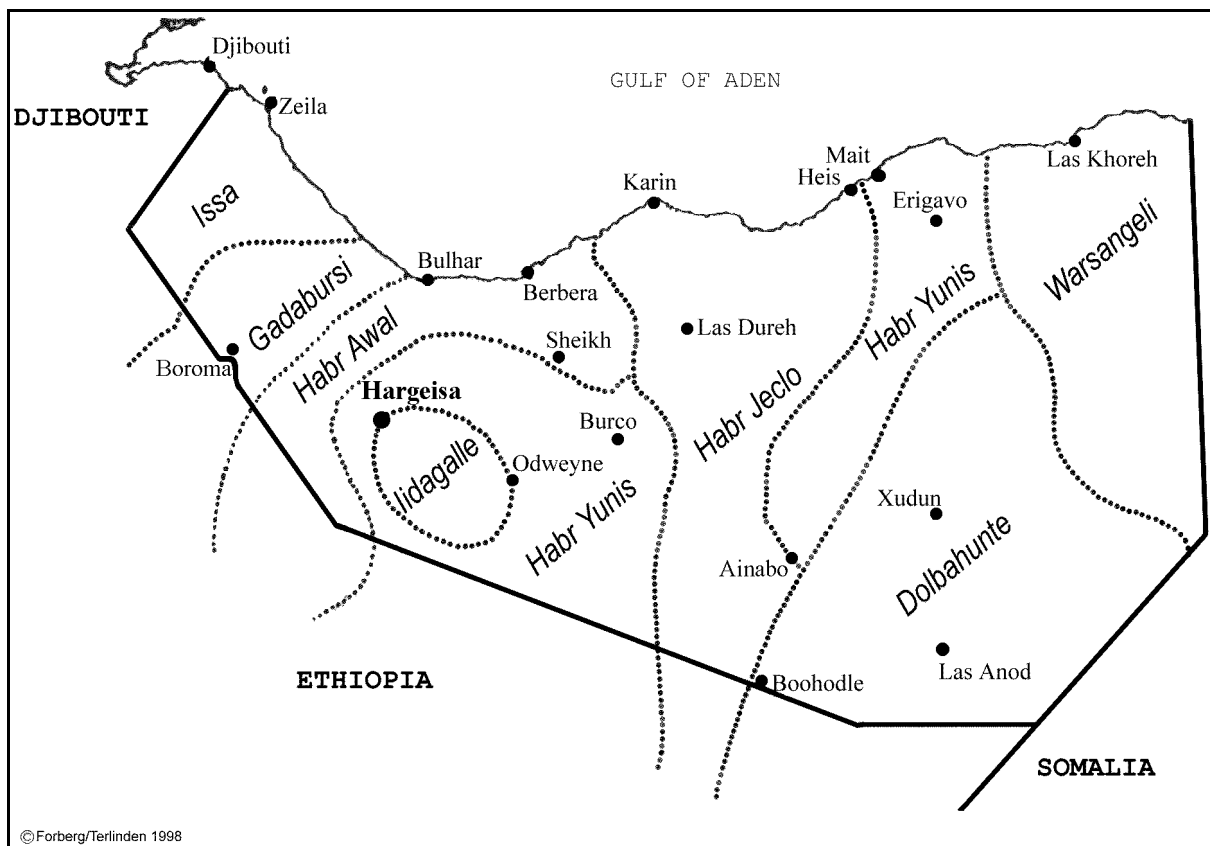 Djibouti
GULF OF ADEN
Zeila
DJIBOUTI
Las Khoreh
Mait
Heis
Karin
Erigavo
Issa
Warsangeli
Bulhar
Berbera
Gadabursi
Habr Yunis
Las Dureh
Sheikh
Boroma
Habr Awal
Hargeisa
Burco
Habr Jeclo
Iidagalle
Odweyne
Xudun
Habr Yunis
Ainabo
Dolbahunte
Las Anod
ETHIOPIA
Boohodle
SOMALIA
©Forberg/Terlinden 1998